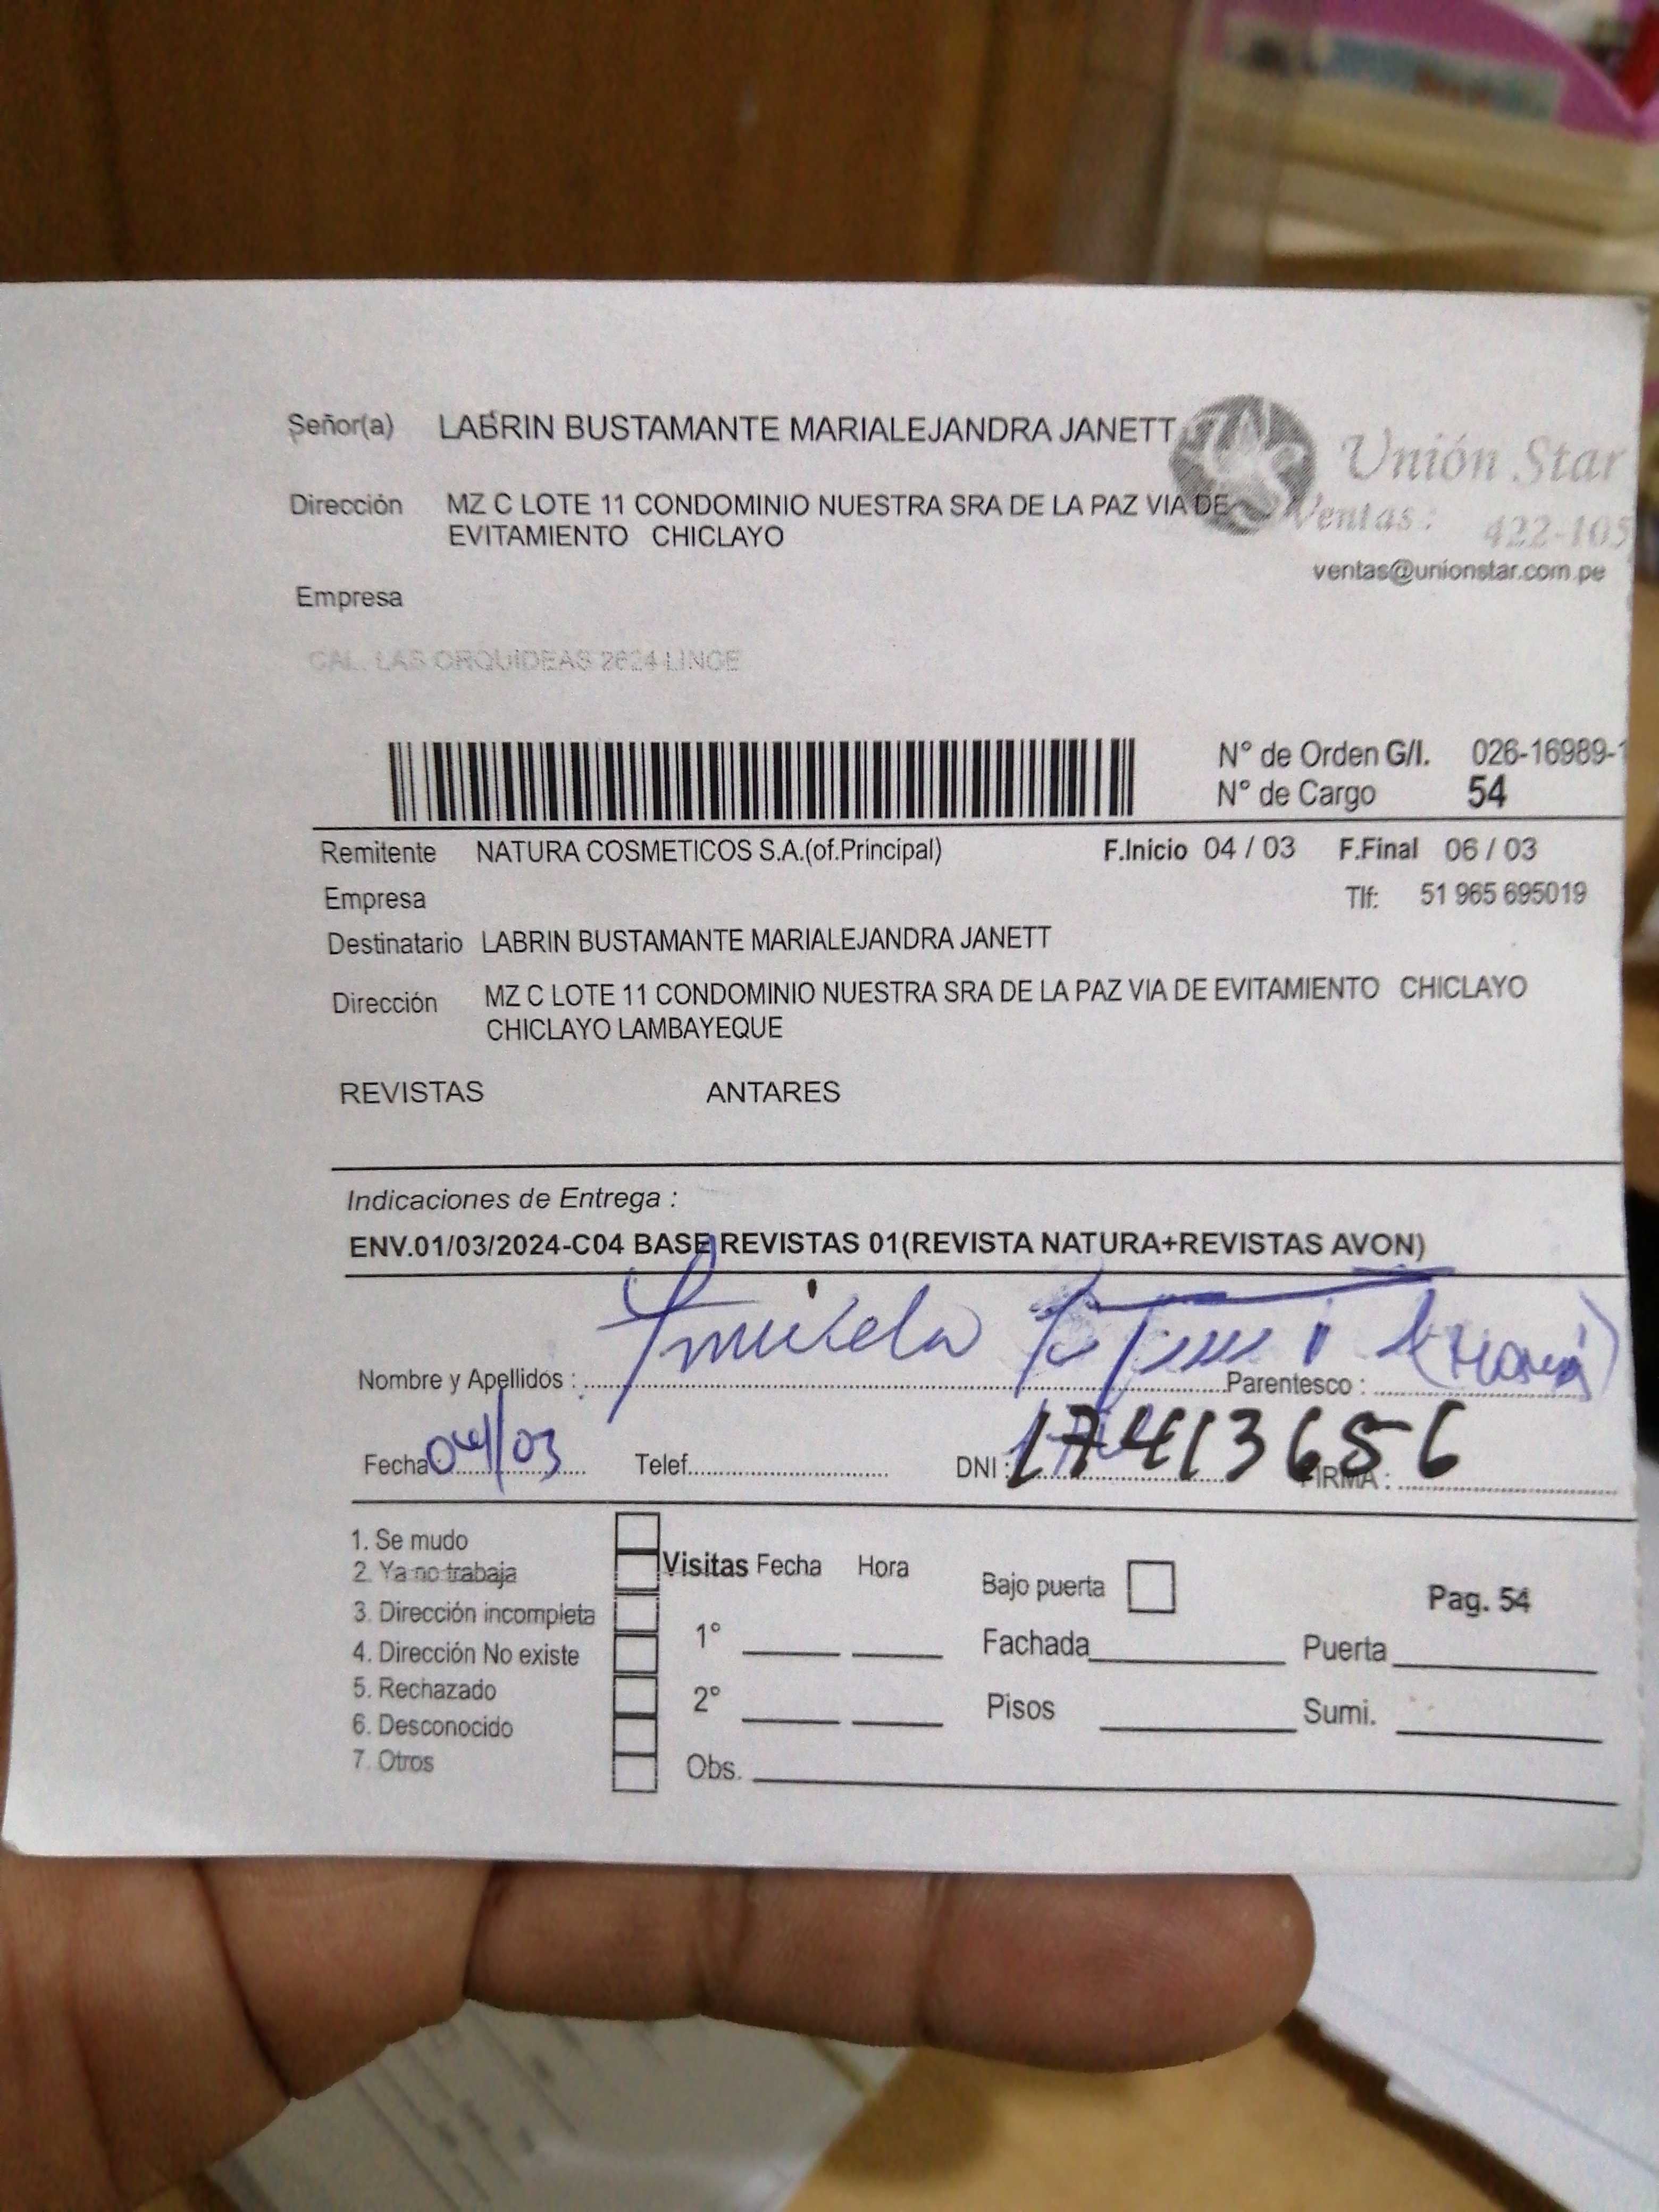 Señor(a) LABRIN BUSTAMANTE MARIALEJANDRA JANETT
Unión Star
Dirección MZ C LOTE 11 CONDOMINIO NUESTRA SRA DE LA PAZ VIA DE
EVITAMIENTO CHICLAYO
Ventas: 422-105
ventas@unionstar.com.pe
Empresa
CAL. LAS ORQUIDEAS 2624 LINCE
N° de Orden G/I. 026-16989-1
N° de Cargo 54
Remitente NATURA COSMETICOS S.A.(of.Principal) F.Inicio 04 / 03 F.Final 06 / 03
Empresa Tlf: 51 965 695019
Destinatario LABRIN BUSTAMANTE MARIALEJANDRA JANETT
Dirección MZ C LOTE 11 CONDOMINIO NUESTRA SRA DE LA PAZ VIA DE EVITAMIENTO CHICLAYO
CHICLAYO LAMBAYEQUE
REVISTAS ANTARES
Indicaciones de Entrega :
ENV.01/03/2024-C04 BASE REVISTAS 01(REVISTA NATURA+REVISTAS AVON)
Nombre y Apellidos : Parentesco :
Fecha 04/03 Telef. DNI : 17413656 FIRMA :
1. Se mudo
2. Ya no trabaja
3. Dirección incompleta
4. Dirección No existe
5. Rechazado
6. Desconocido
7. Otros
Visitas Fecha Hora
1°
2°
Obs.
Bajo puerta Pag. 54
Fachada Puerta
Pisos Sumi.